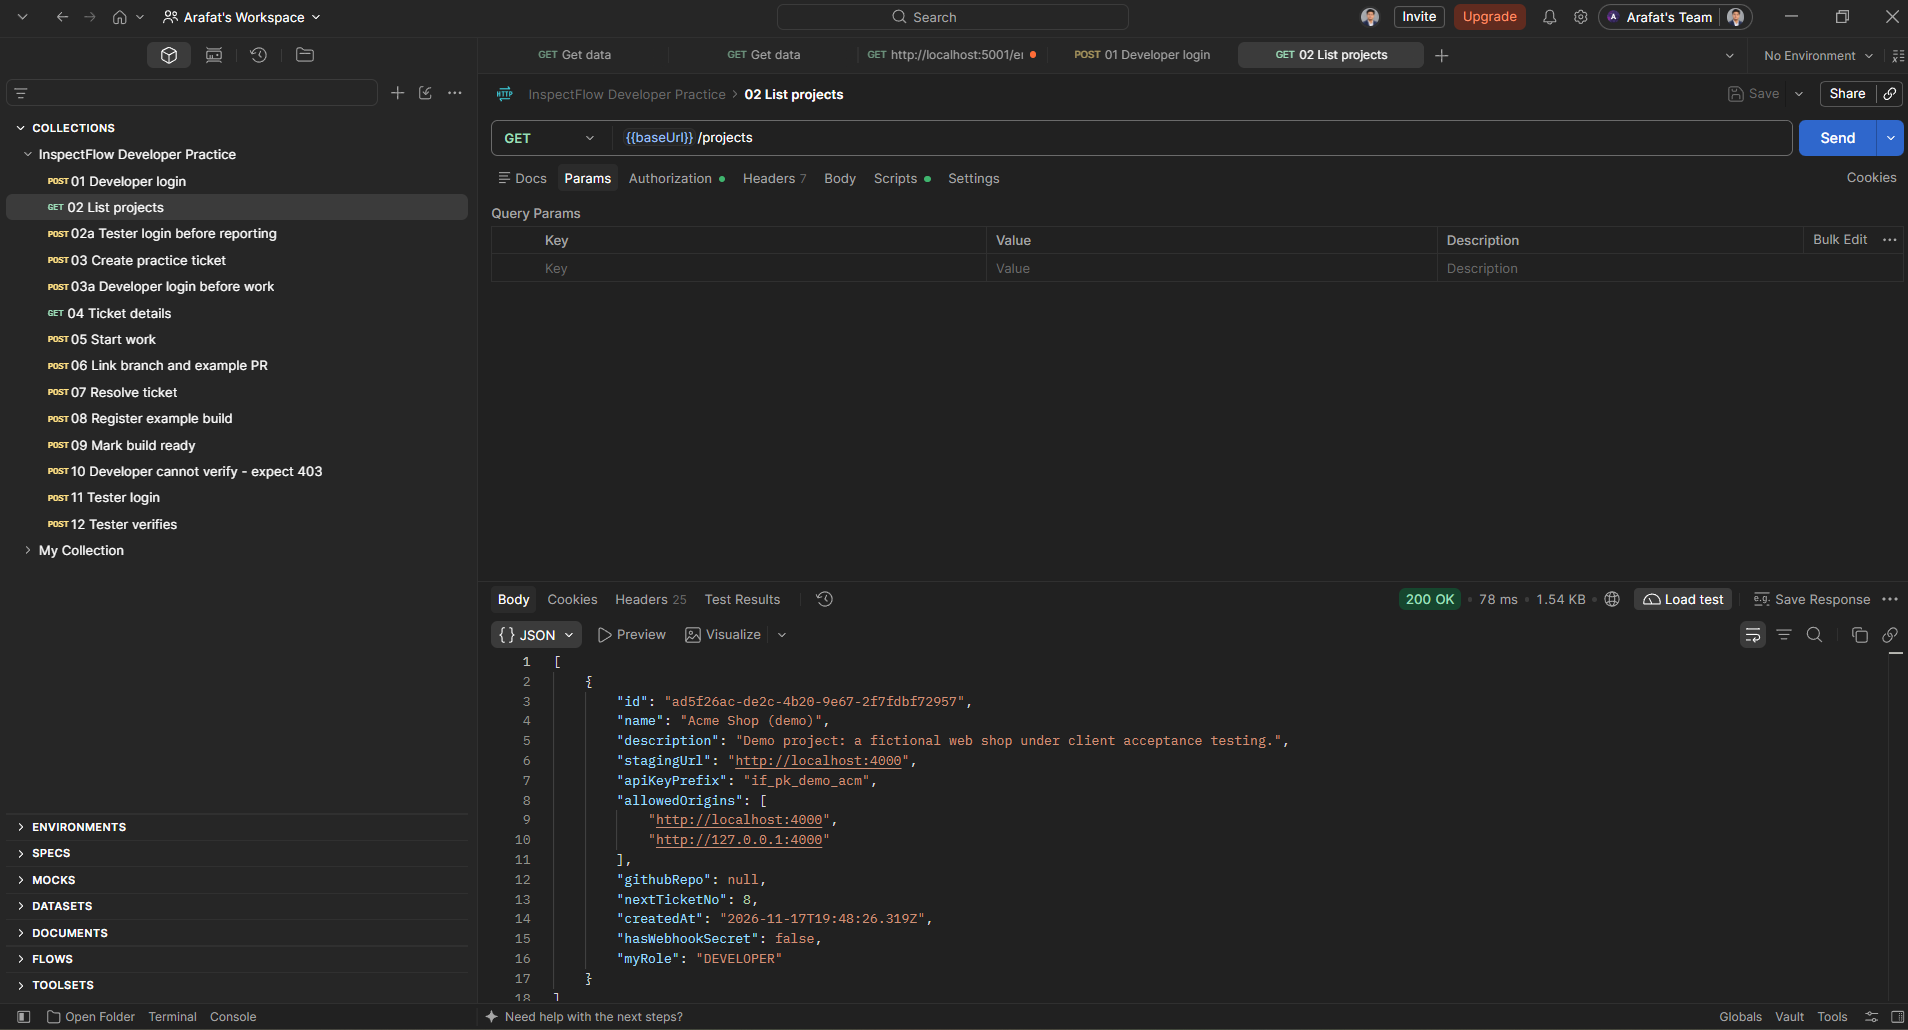 Arafat's Workspace
Search
Invite
Upgrade
A
Arafat's Team
GET Get data
GET Get data
GET http://localhost:5001/er
POST 01 Developer login
GET 02 List projects
No Environment
COLLECTIONS
InspectFlow Developer Practice
POST 01 Developer login
GET 02 List projects
POST 02a Tester login before reporting
POST 03 Create practice ticket
POST 03a Developer login before work
GET 04 Ticket details
POST 05 Start work
POST 06 Link branch and example PR
POST 07 Resolve ticket
POST 08 Register example build
POST 09 Mark build ready
POST 10 Developer cannot verify - expect 403
POST 11 Tester login
POST 12 Tester verifies
My Collection
ENVIRONMENTS
SPECS
MOCKS
DATASETS
DOCUMENTS
FLOWS
TOOLSETS
HTTP InspectFlow Developer Practice > 02 List projects
Save
Share
GET {{baseUrl}} /projects
Send
Docs Params Authorization Headers 7 Body Scripts Settings
Cookies
Query Params
Key Value Description Bulk Edit
Key Value Description
Body Cookies Headers 25 Test Results
200 OK • 78 ms • 1.54 KB
Load test
e.g. Save Response
{} JSON Preview Visualize
1 [
2 {
3 "id": "ad5f26ac-de2c-4b20-9e67-2f7fdbf72957",
4 "name": "Acme Shop (demo)",
5 "description": "Demo project: a fictional web shop under client acceptance testing.",
6 "stagingUrl": "http://localhost:4000",
7 "apiKeyPrefix": "if_pk_demo_acm",
8 "allowedOrigins": [
9 "http://localhost:4000",
10 "http://127.0.0.1:4000"
11 ],
12 "githubRepo": null,
13 "nextTicketNo": 8,
14 "createdAt": "2026-11-17T19:48:26.319Z",
15 "hasWebhookSecret": false,
16 "myRole": "DEVELOPER"
17 }
18 ]
Open Folder Terminal Console
Need help with the next steps?
Globals Vault Tools